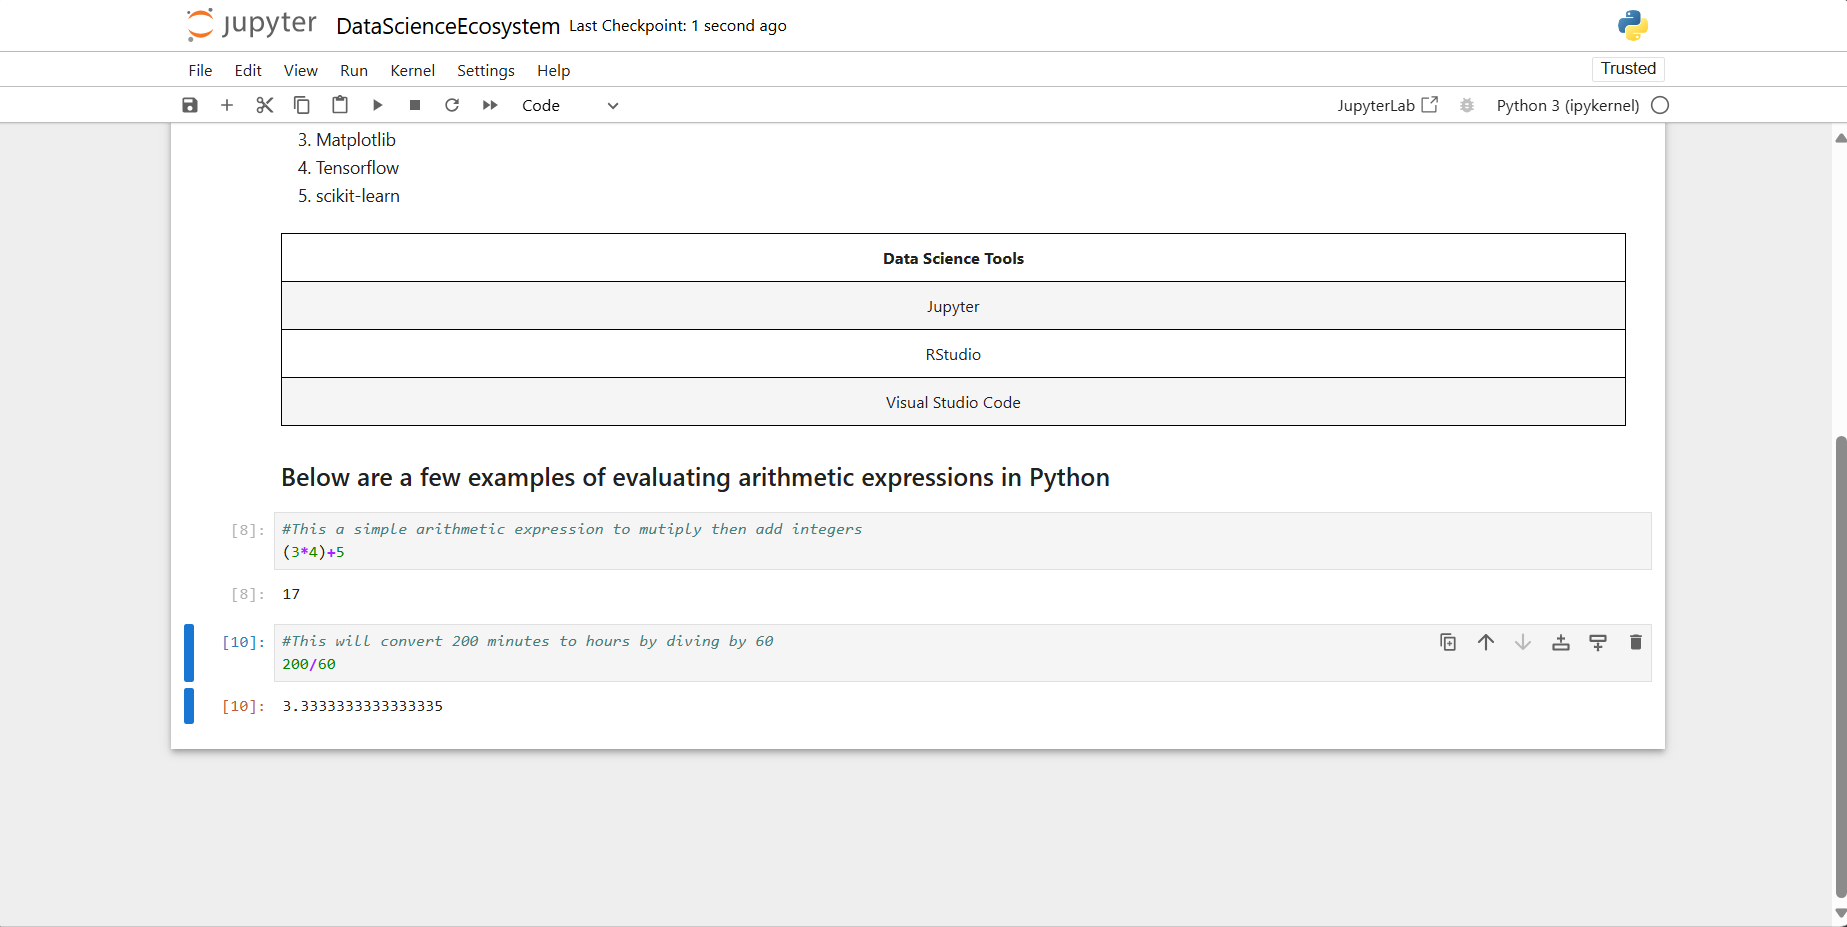 jupyter DataScienceEcosystem Last Checkpoint: 1 second ago
File Edit View Run Kernel Settings Help
Trusted
Code
JupyterLab
Python 3 (ipykernel)
3. Matplotlib
4. Tensorflow
5. scikit-learn
Data Science Tools
Jupyter
RStudio
Visual Studio Code
Below are a few examples of evaluating arithmetic expressions in Python
[8]: #This a simple arithmetic expression to mutiply then add integers
(3*4)+5
[8]: 17
[10]: #This will convert 200 minutes to hours by diving by 60
200/60
[10]: 3.3333333333333335